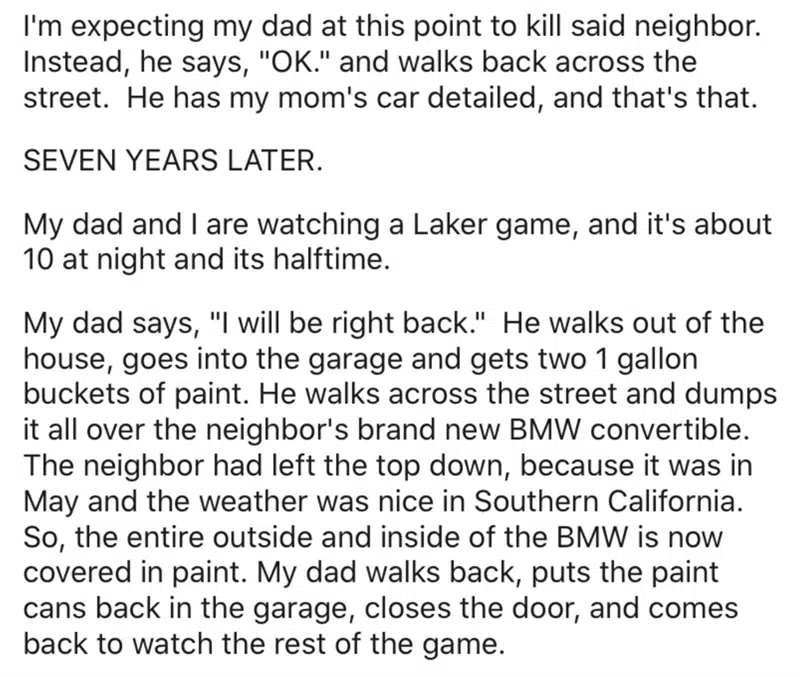 I'm expecting my dad at this point to kill said neighbor.
Instead, he says, "OK." and walks back across the
street.  He has my mom's car detailed, and that's that.
SEVEN YEARS LATER.
My dad and I are watching a Laker game, and it's about
10 at night and its halftime.
My dad says, "I will be right back."  He walks out of the
house, goes into the garage and gets two 1 gallon
buckets of paint. He walks across the street and dumps
it all over the neighbor's brand new BMW convertible.
The neighbor had left the top down, because it was in
May and the weather was nice in Southern California.
So, the entire outside and inside of the BMW is now
covered in paint. My dad walks back, puts the paint
cans back in the garage, closes the door, and comes
back to watch the rest of the game.